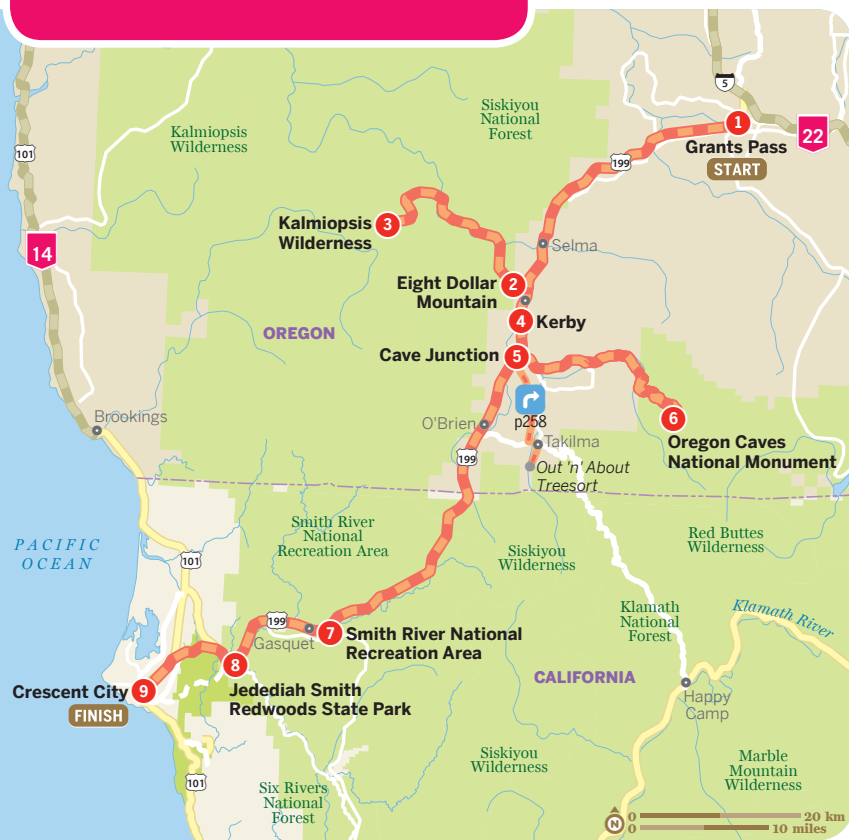 5
1
22
Grants Pass
START
Siskiyou
National
Forest
Kalmiopsis
Wilderness
101
199
14
Kalmiopsis
Wilderness
3
Selma
Eight Dollar
Mountain
2
4
Kerby
OREGON
Cave Junction
5
p258
6
Oregon Caves
National Monument
Brookings
O'Brien
Takilma
Out 'n' About
Treesort
199
Smith River
National
Recreation Area
PACIFIC
OCEAN
101
Siskiyou
Wilderness
Red Buttes
Wilderness
Klamath
National
Forest
Klamath River
199
Gasquet
7
Smith River National
Recreation Area
8
Jedediah Smith
Redwoods State Park
CALIFORNIA
Crescent City
9
FINISH
Happy
Camp
Siskiyou
Wilderness
Marble
Mountain
Wilderness
101
Six Rivers
National
Forest
N
0 20 km
0 10 miles